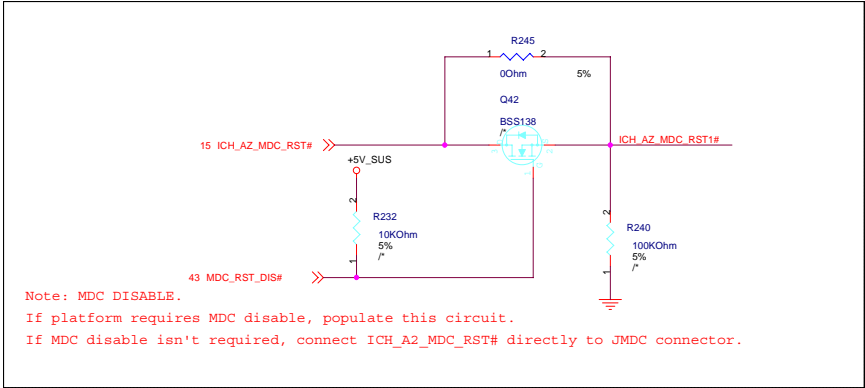 R245
1 2
0Ohm 5%
Q42
BSS138
/*
15 ICH_AZ_MDC_RST#
ICH_AZ_MDC_RST1#
+5V_SUS
2
R232
10KOhm
5%
/*
1
2
R240
100KOhm
5%
/*
1
43 MDC_RST_DIS#
Note: MDC DISABLE.
If platform requires MDC disable, populate this circuit.
If MDC disable isn't required, connect ICH_A2_MDC_RST# directly to JMDC connector.